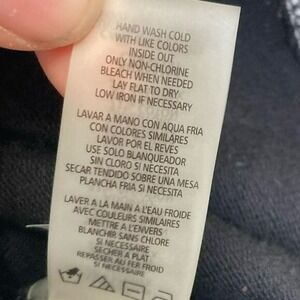 HAND WASH COLD
WITH LIKE COLORS
INSIDE OUT
ONLY NON-CHLORINE
BLEACH WHEN NEEDED
LAY FLAT TO DRY
LOW IRON IF NECESSARY
LAVAR A MANO CON AQUA FRIA
CON COLORES SIMILARES
LAVOR POR EL REVES
USE SOLO BLANQUEADOR
SIN CLORO SI NECESITA
SECAR TENDIDO SOBRE UNA MESA
PLANCHA FRIA SI NECESITA
LAVER A LA MAIN A L'EAU FROIDE
AVEC COULEURS SIMILAIRES
METTRE A L'ENVERS
BLANCHIR SANS CHLORE
SI NECESSAIRE
SECHER A PLAT
REPASSER AU FER FROID
SI NECESSAIRE